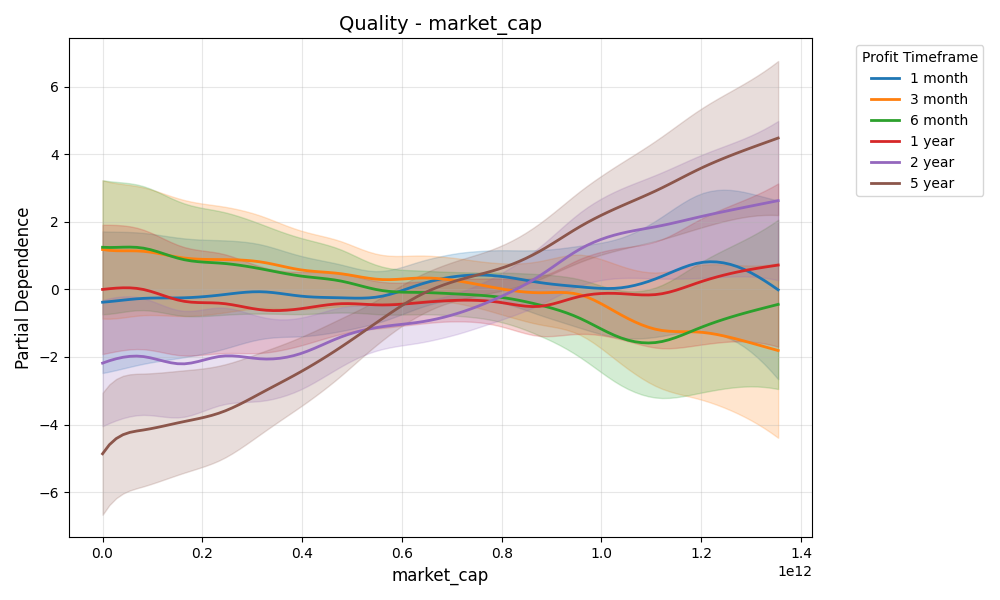 Quality - market_cap
Profit Timeframe
1 month
3 month
6 month
1 year
2 year
5 year
Partial Dependence
6
4
2
0
−2
−4
−6
0.0 0.2 0.4 0.6 0.8 1.0 1.2 1.4
1e12
market_cap